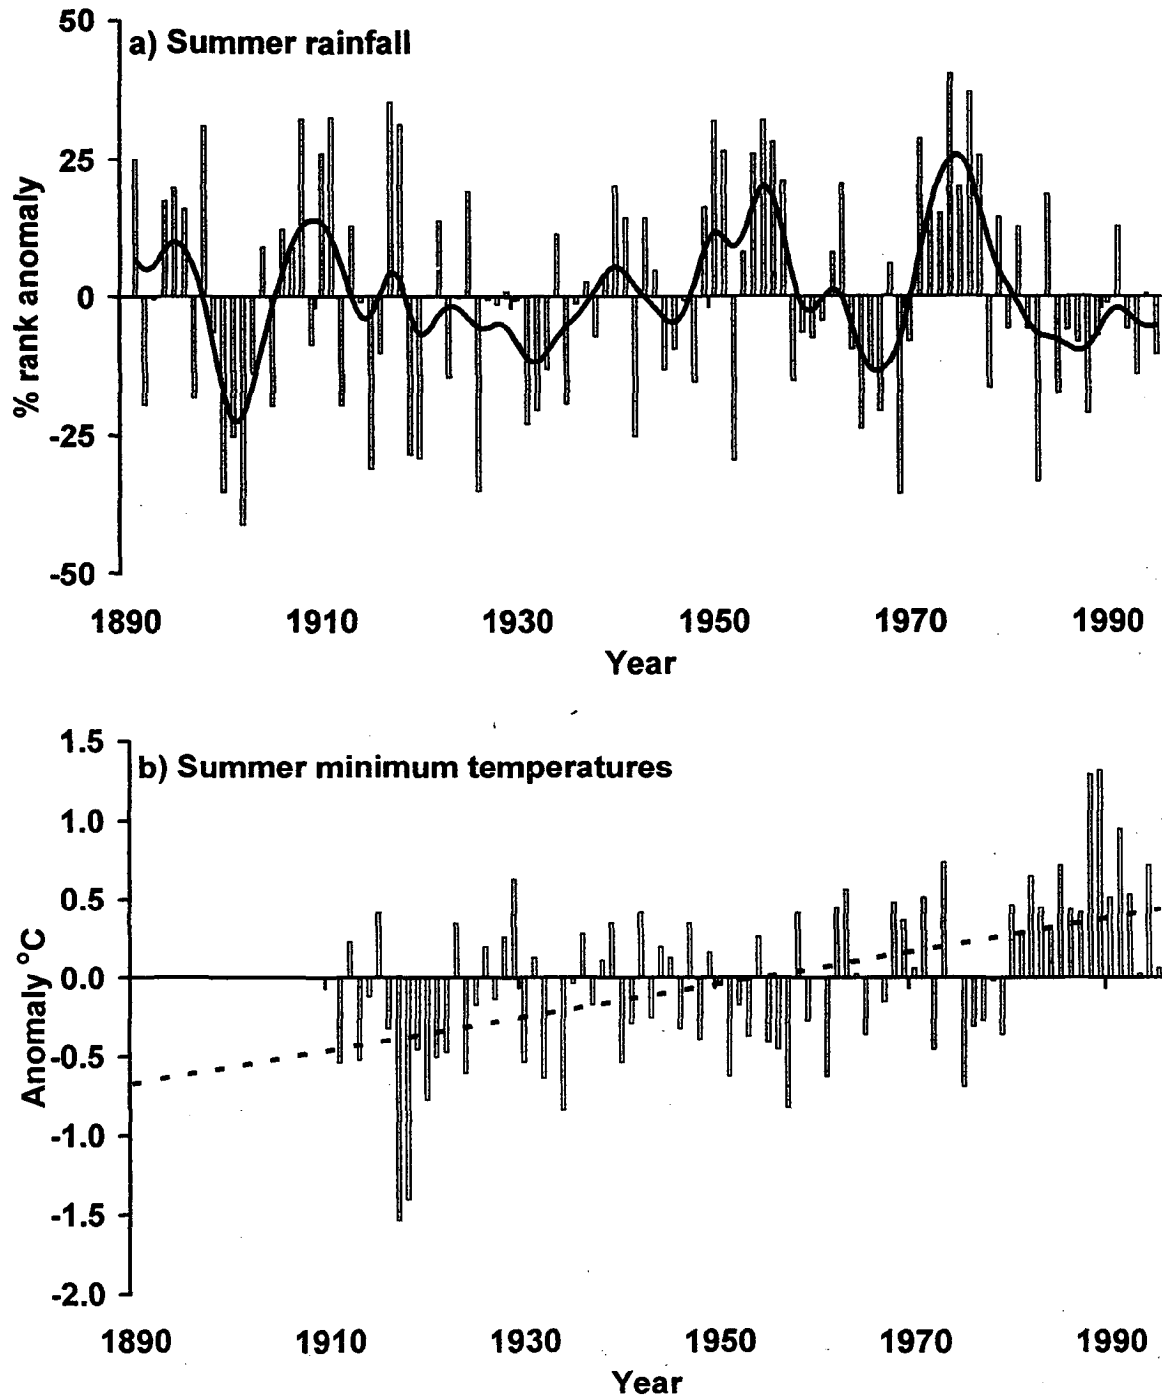 a) Summer rainfall
50
25
0
-25
-50
% rank anomaly
1890 1910 1930 1950 1970 1990
Year
b) Summer minimum temperatures
1.5
1.0
0.5
0.0
-0.5
-1.0
-1.5
-2.0
Anomaly °C
1890 1910 1930 1950 1970 1990
Year